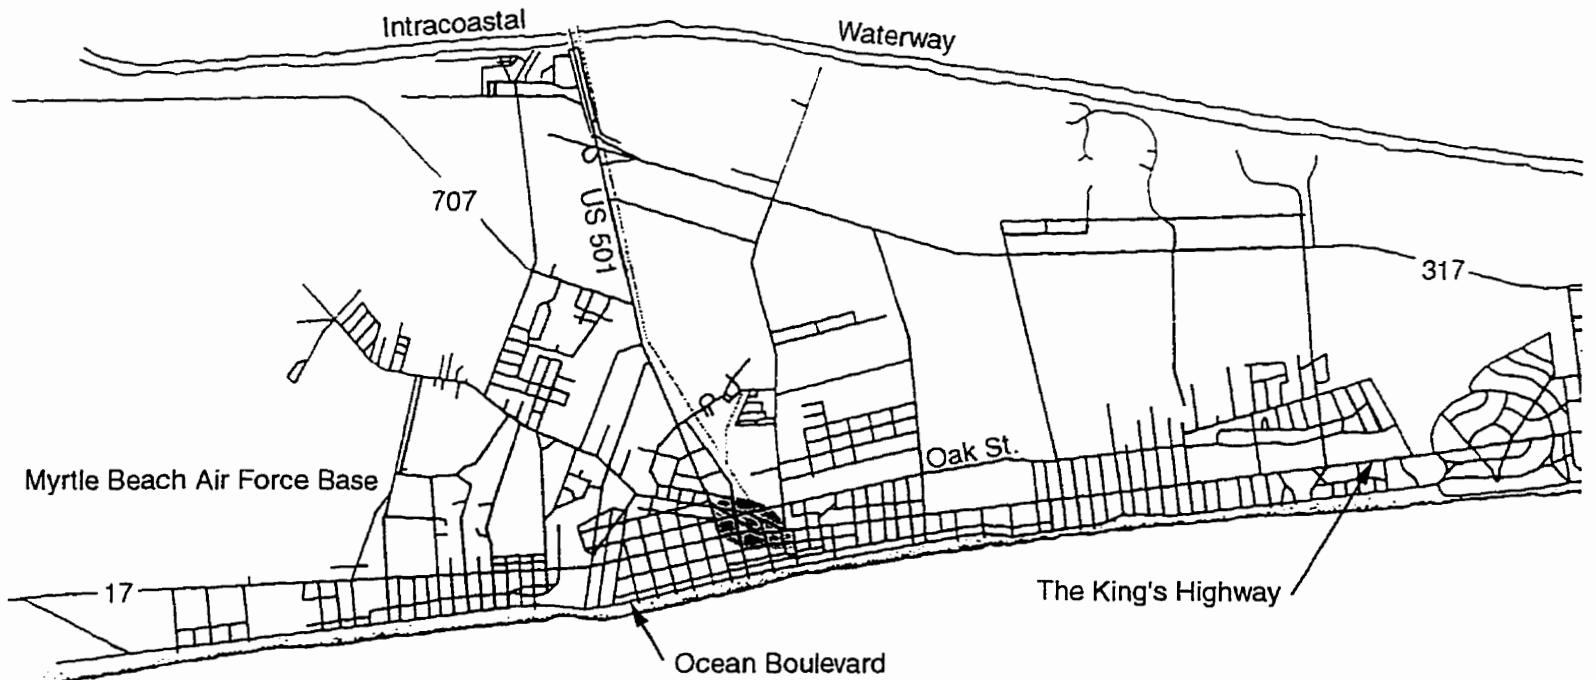 Intracoastal
Waterway
707
US 501
317
Oak St.
Myrtle Beach Air Force Base
17
The King's Highway
Ocean Boulevard